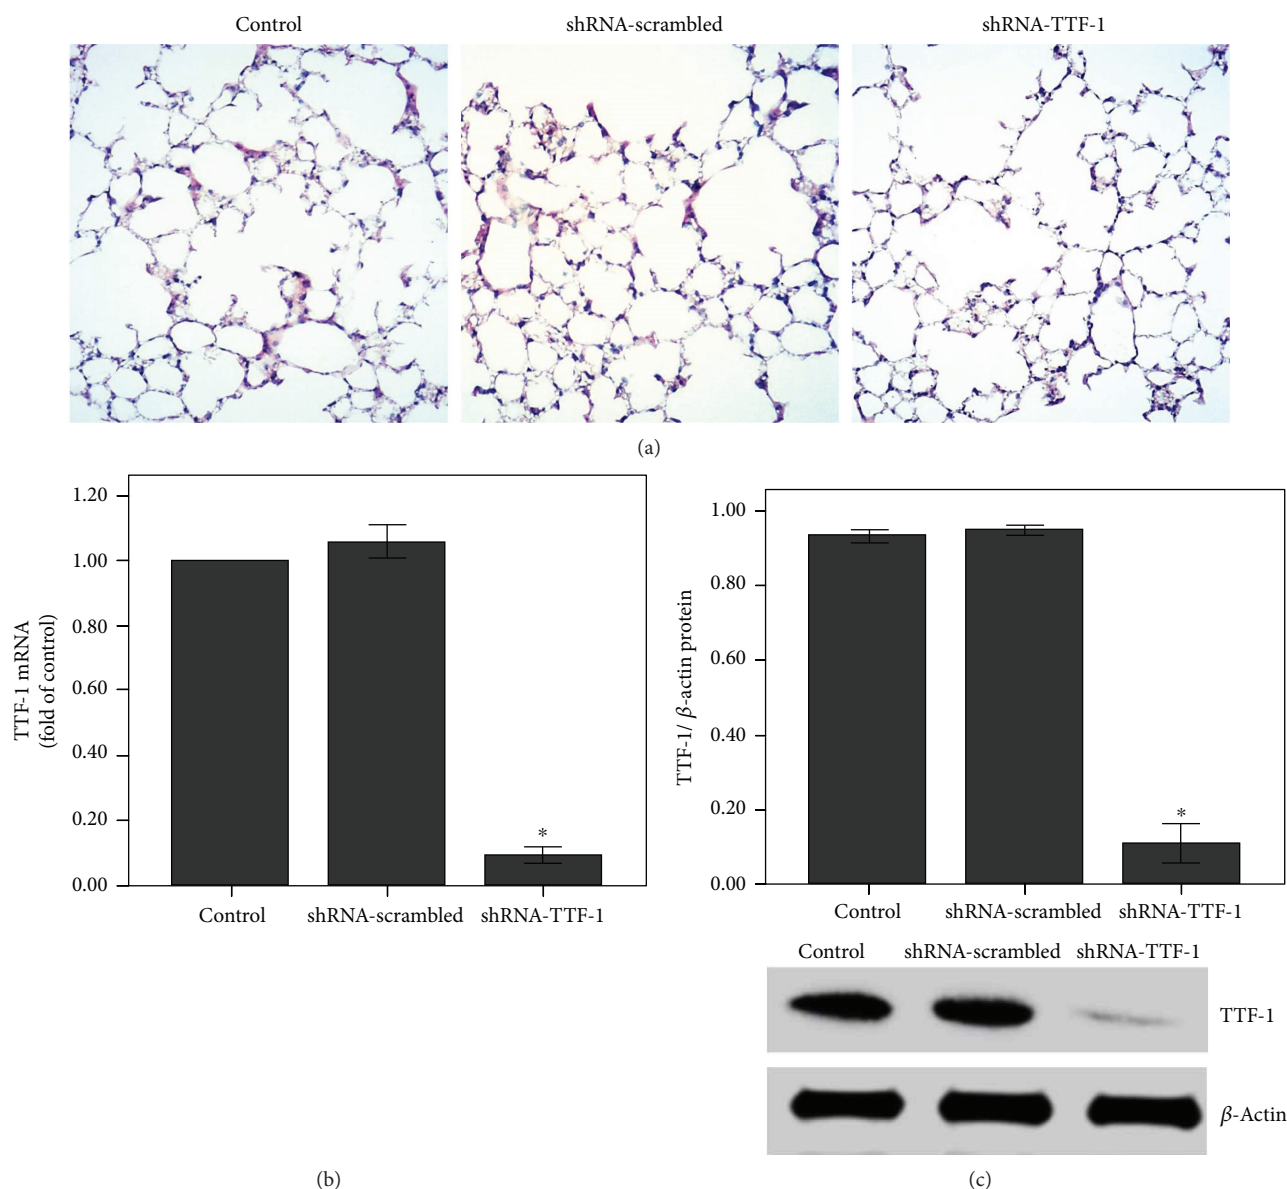 Control shRNA-scrambled shRNA-TTF-1
(a)
TTF-1 mRNA
(fold of control)
1.20
1.00
0.80
0.60
0.40
0.20
0.00
*
Control shRNA-scrambled shRNA-TTF-1
(b)
TTF-1/ β-actin protein
1.00
0.80
0.60
0.40
0.20
0.00
*
Control shRNA-scrambled shRNA-TTF-1
Control shRNA-scrambled shRNA-TTF-1
TTF-1
β-Actin
(c)